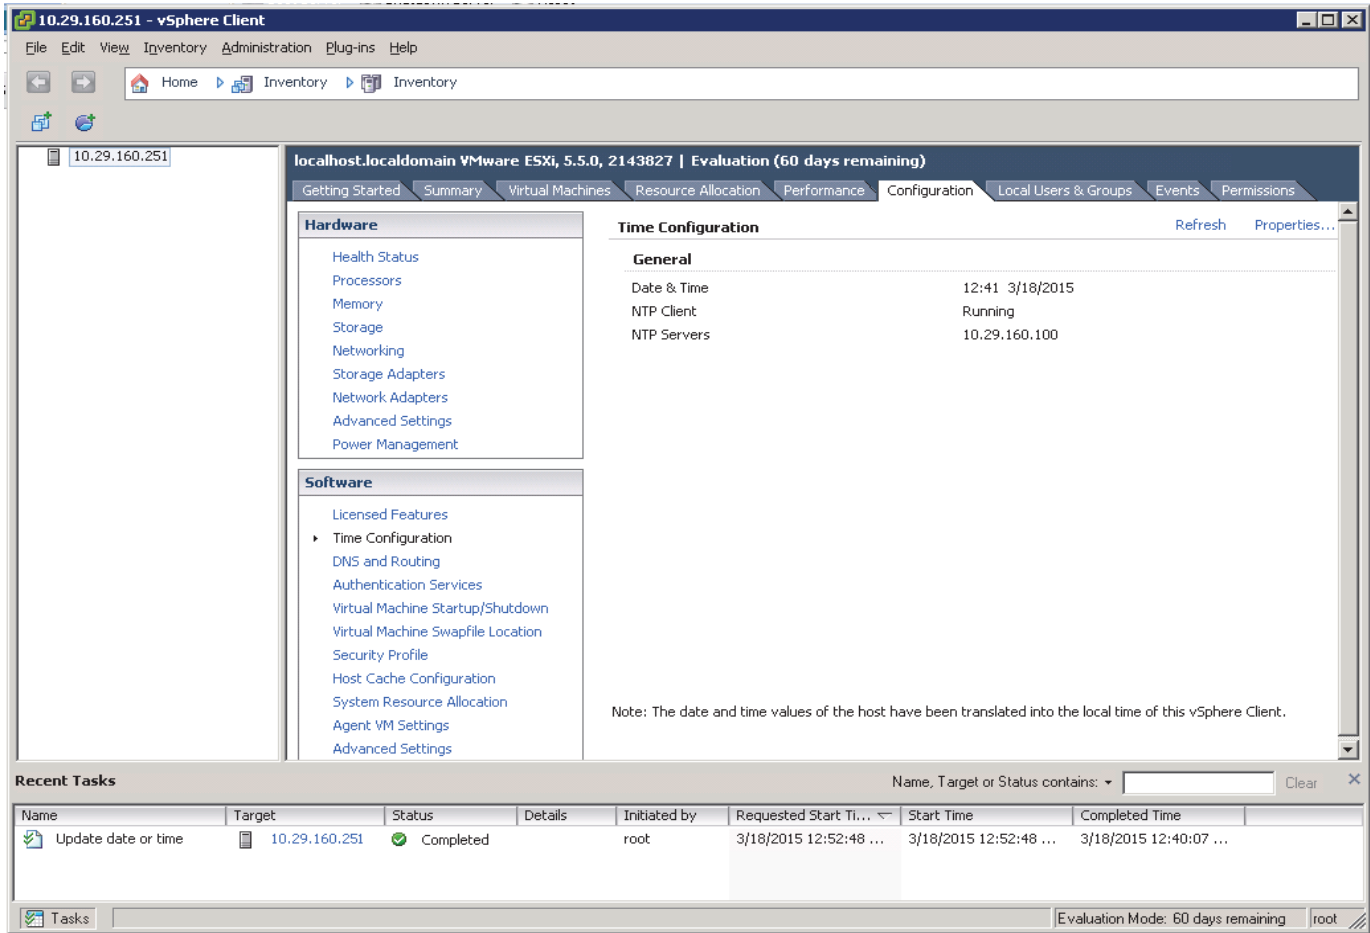 10.29.160.251 - vSphere Client
File Edit View Inventory Administration Plug-ins Help
Home Inventory Inventory
10.29.160.251
localhost.localdomain VMware ESXi, 5.5.0, 2143827 | Evaluation (60 days remaining)
Getting Started Summary Virtual Machines Resource Allocation Performance Configuration Local Users & Groups Events Permissions
Hardware
Health Status
Processors
Memory
Storage
Networking
Storage Adapters
Network Adapters
Advanced Settings
Power Management
Software
Licensed Features
Time Configuration
DNS and Routing
Authentication Services
Virtual Machine Startup/Shutdown
Virtual Machine Swapfile Location
Security Profile
Host Cache Configuration
System Resource Allocation
Agent VM Settings
Advanced Settings
Time Configuration Refresh Properties...
General
Date & Time 12:41 3/18/2015
NTP Client Running
NTP Servers 10.29.160.100
Note: The date and time values of the host have been translated into the local time of this vSphere Client.
Recent Tasks Name, Target or Status contains: Clear
Name Target Status Details Initiated by Requested Start Ti... Start Time Completed Time
Update date or time 10.29.160.251 Completed root 3/18/2015 12:52:48 ... 3/18/2015 12:52:48 ... 3/18/2015 12:40:07 ...
Tasks Evaluation Mode: 60 days remaining root